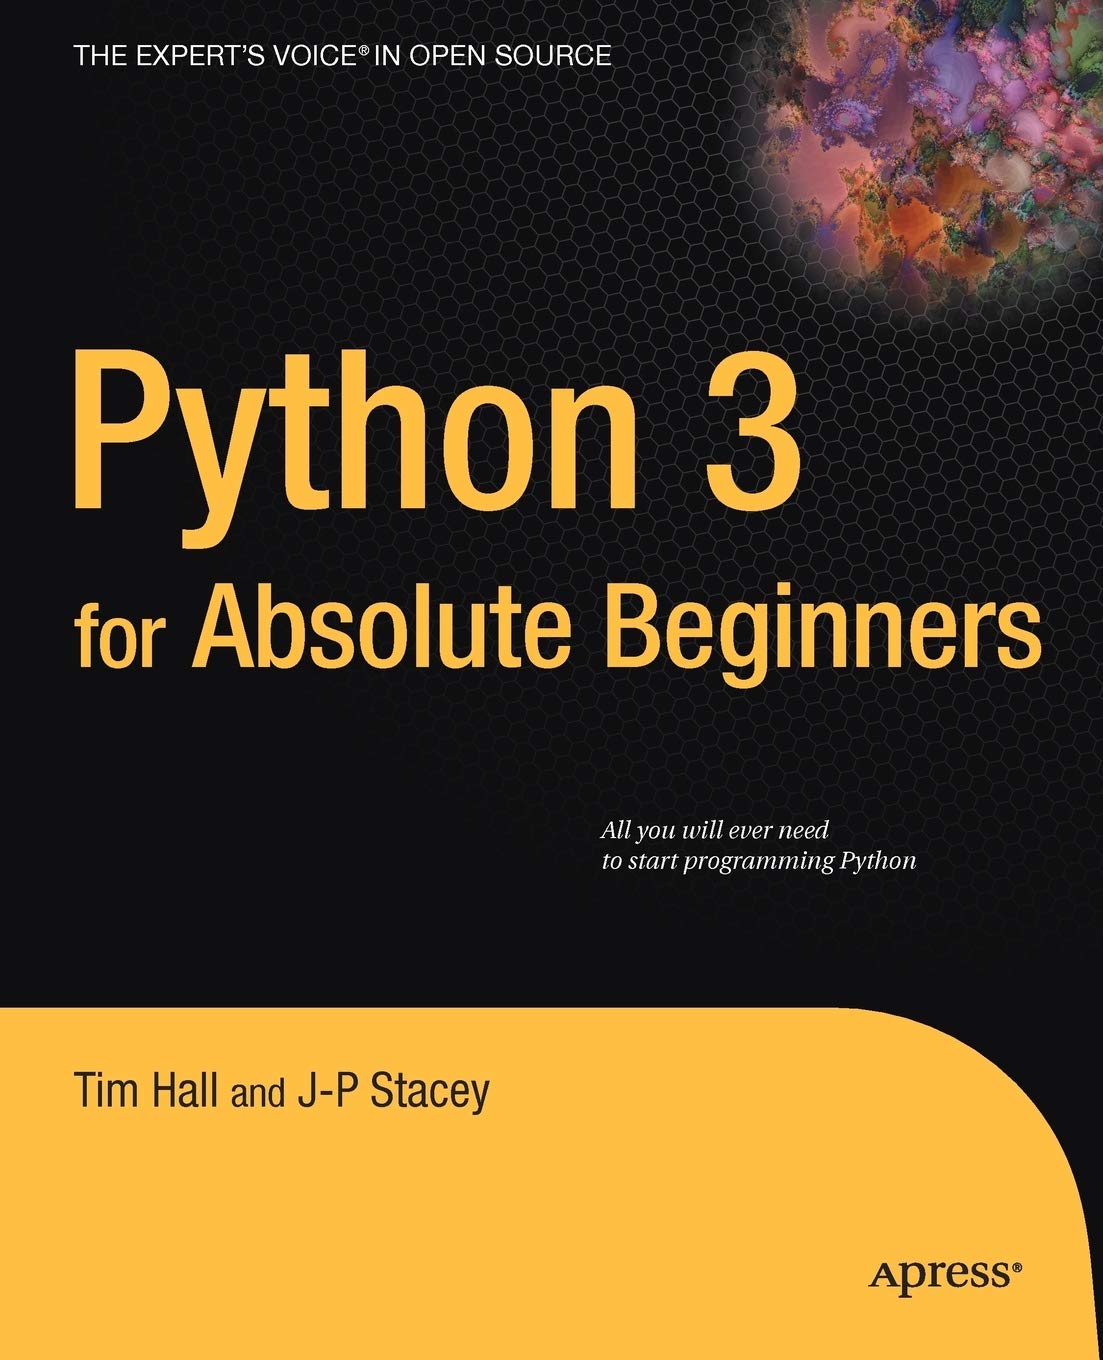 THE EXPERT'S VOICE® IN OPEN SOURCE
Python 3
for Absolute Beginners
All you will ever need
to start programming Python
Tim Hall and J-P Stacey
Apress®